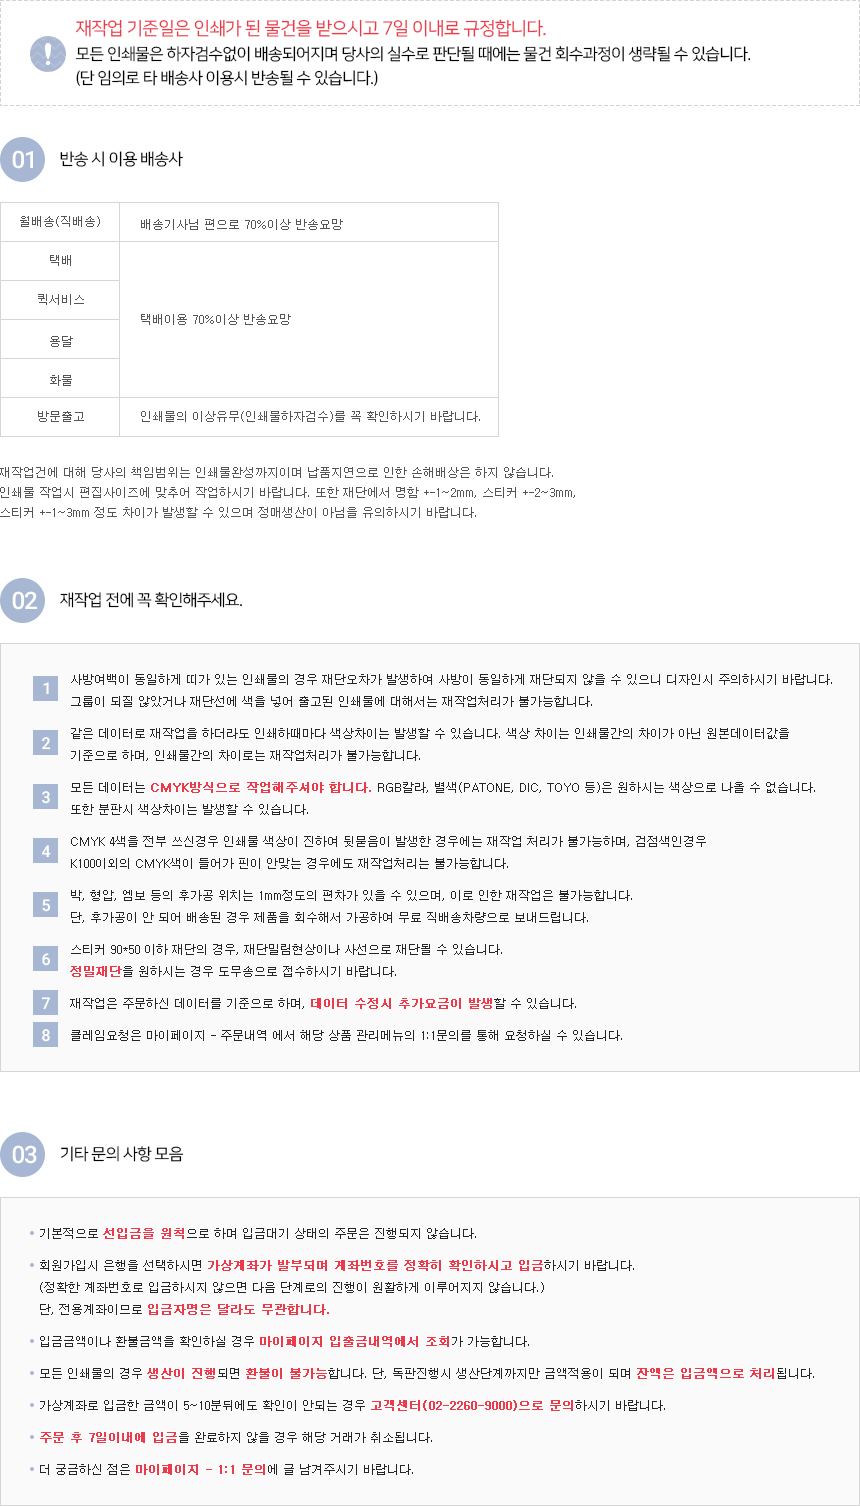 재작업 기준일은 인쇄가 된 물건을 받으시고 7일 이내로 규정합니다.
모든 인쇄물은 하자검수없이 배송되어지며 당사의 실수로 판단될 때에는 물건 회수과정이 생략될 수 있습니다.
(단 임의로 타 배송사 이용시 반송될 수 있습니다.)
01 반송 시 이용 배송사
월배송(직배송) 배송기사님 편으로 70%이상 반송요망
택배
퀵서비스
택배이용 70%이상 반송요망
용달
화물
방문출고 인쇄물의 이상유무(인쇄물하자검수)를 꼭 확인하시기 바랍니다.
재작업건에 대해 당사의 책임범위는 인쇄물완성까지이며 납품지연으로 인한 손해배상은 하지 않습니다.
인쇄물 작업시 편집사이즈에 맞추어 작업하시기 바랍니다. 또한 재단에서 명함 +-1~2mm, 스티커 +-2~3mm,
스티커 +-1~3mm 정도 차이가 발생할 수 있으며 정매생산이 아님을 유의하시기 바랍니다.
02 재작업 전에 꼭 확인해주세요.
1 사방여백이 동일하게 띠가 있는 인쇄물의 경우 재단오차가 발생하여 사방이 동일하게 재단되지 않을 수 있으니 디자인시 주의하시기 바랍니다.
그룹이 되질 않았거나 재단선에 색을 넣어 출고된 인쇄물에 대해서는 재작업처리가 불가능합니다.
2 같은 데이터로 재작업을 하더라도 인쇄하때마다 색상차이는 발생할 수 있습니다. 색상 차이는 인쇄물간의 차이가 아닌 원본데이터값을
기준으로 하며, 인쇄물간의 차이로는 재작업처리가 불가능합니다.
3 모든 데이터는 CMYK방식으로 작업해주셔야 합니다. RGB칼라, 별색(PATONE, DIC, TOYO 등)은 원하시는 색상으로 나올 수 없습니다.
또한 분판시 색상차이는 발생할 수 있습니다.
4 CMYK 4색을 전부 쓰신경우 인쇄물 색상이 진하여 뒷묻음이 발생한 경우에는 재작업 처리가 불가능하며, 검점색인경우
K100이외의 CMYK색이 들어가 핀이 안맞는 경우에도 재작업처리는 불가능합니다.
5 박, 형압, 엠보 등의 후가공 위치는 1mm정도의 편차가 있을 수 있으며, 이로 인한 재작업은 불가능합니다.
단, 후가공이 안 되어 배송된 경우 제품을 회수해서 가공하여 무료 직배송차량으로 보내드립니다.
6 스티커 90*50 이하 재단의 경우, 재단밀림현상이나 사선으로 재단될 수 있습니다.
정밀재단을 원하시는 경우 도무송으로 접수하시기 바랍니다.
7 재작업은 주문하신 데이터를 기준으로 하며, 데이터 수정시 추가요금이 발생할 수 있습니다.
8 클레임요청은 마이페이지 - 주문내역 에서 해당 상품 관리메뉴의 1:1문의를 통해 요청하실 수 있습니다.
03 기타 문의 사항 모음
• 기본적으로 선입금을 원칙으로 하며 입금대기 상태의 주문은 진행되지 않습니다.
• 회원가입시 은행을 선택하시면 가상계좌가 발부되며 계좌번호를 정확히 확인하시고 입금하시기 바랍니다.
(정확한 계좌번호로 입금하시지 않으면 다음 단계로의 진행이 원활하게 이루어지지 않습니다.)
단, 전용계좌이므로 입금자명은 달라도 무관합니다.
• 입금금액이나 환불금액을 확인하실 경우 마이페이지 입출금내역에서 조회가 가능합니다.
• 모든 인쇄물의 경우 생산이 진행되면 환불이 불가능합니다. 단, 독판진행시 생산단계까지만 금액적용이 되며 잔액은 입금액으로 처리됩니다.
• 가상계좌로 입금한 금액이 5~10분뒤에도 확인이 안되는 경우 고객센터(02-2260-9000)으로 문의하시기 바랍니다.
• 주문 후 7일이내에 입금을 완료하지 않을 경우 해당 거래가 취소됩니다.
• 더 궁금하신 점은 마이페이지 - 1:1 문의에 글 남겨주시기 바랍니다.